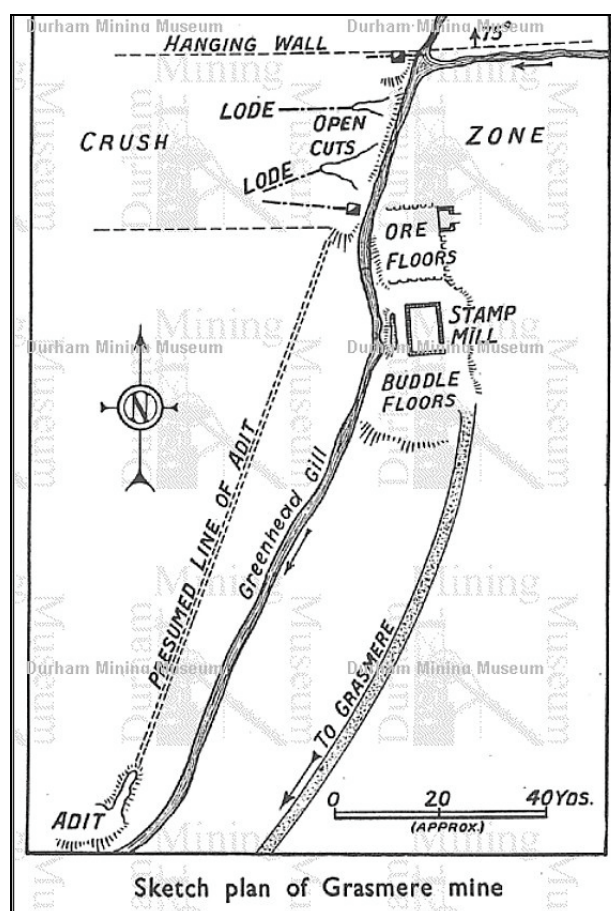 Durham Mining Museum
HANGING WALL
75°
LODE
OPEN
CUTS
CRUSH
ZONE
LODE
ORE
FLOORS
STAMP
MILL
Durham Mining Museum
Durham Mining Museum
BUDDLE
FLOORS
N
PRESUMED LINE OF ADIT
Greenhead Gill
TO GRASMERE
Durham Mining Museum
Durham Mining Museum
ADIT
0 20 40 YDS.
(APPROX.)
Sketch plan of Grasmere mine